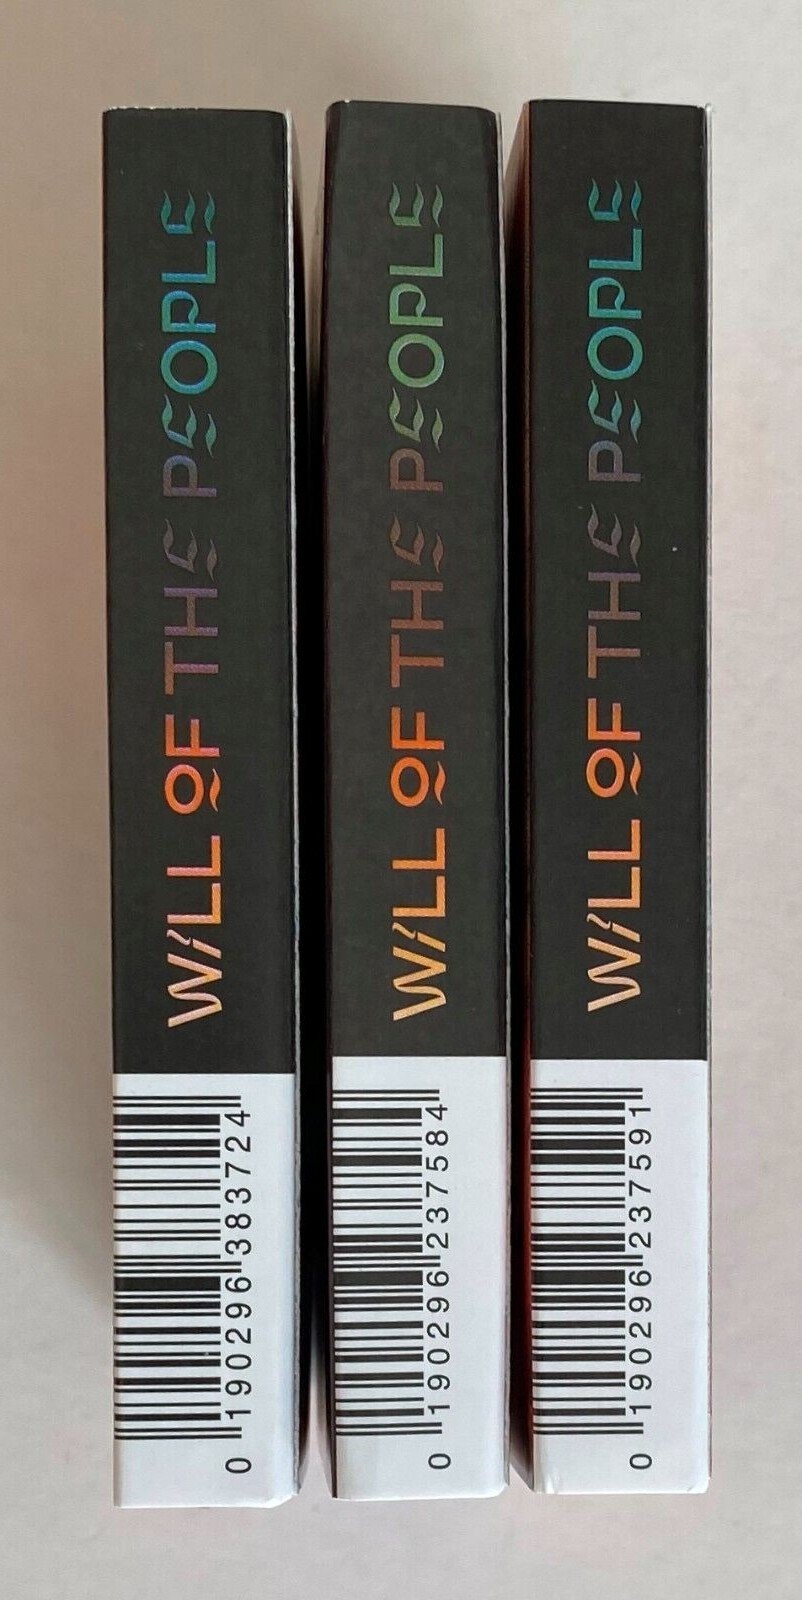 WILL OF THE PEOPLE
0 190296 383724
WILL OF THE PEOPLE
0 190296 237584
WILL OF THE PEOPLE
0 190296 237591